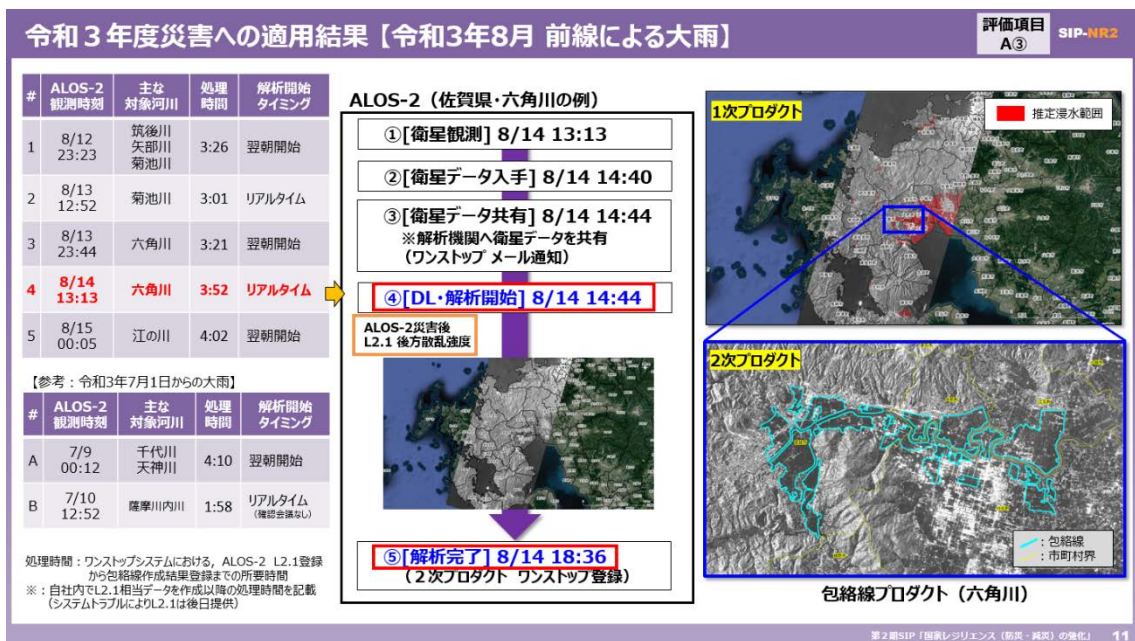 令和３年度災害への適用結果【令和3年8月 前線による大雨】
評価項目
A③
SIP-NR2
#
ALOS-2
観測時刻
主な
対象河川
処理
時間
解析開始
タイミング
1
8/12
23:23
筑後川
矢部川
菊池川
3:26
翌朝開始
2
8/13
12:52
菊池川
3:01
リアルタイム
3
8/13
23:44
六角川
3:21
翌朝開始
4
8/14
13:13
六角川
3:52
リアルタイム
5
8/15
00:05
江の川
4:02
翌朝開始
【参考：令和3年7月1日からの大雨】
#
ALOS-2
観測時刻
主な
対象河川
処理
時間
解析開始
タイミング
A
7/9
00:12
千代川
天神川
4:10
翌朝開始
B
7/10
12:52
薩摩川内川
1:58
リアルタイム
(確認会議なし)
処理時間：ワンストップシステムにおける，ALOS-2 L2.1登録
から包絡線作成結果登録までの所要時間
※：自社内でL2.1相当データを作成以降の処理時間を記載
（システムトラブルによりL2.1は後日提供）
ALOS-2（佐賀県・六角川の例）
①[衛星観測] 8/14 13:13
②[衛星データ入手] 8/14 14:40
③[衛星データ共有] 8/14 14:44
※解析機関へ衛星データを共有
（ワンストップ メール通知）
④[DL・解析開始] 8/14 14:44
ALOS-2災害後
L2.1 後方散乱強度
⑤[解析完了] 8/14 18:36
（２次プロダクト ワンストップ登録）
1次プロダクト
推定浸水範囲
2次プロダクト
：包絡線
：市町村界
包絡線プロダクト（六角川）
第２期SIP「国家レジリエンス（防災・減災）の強化」
11